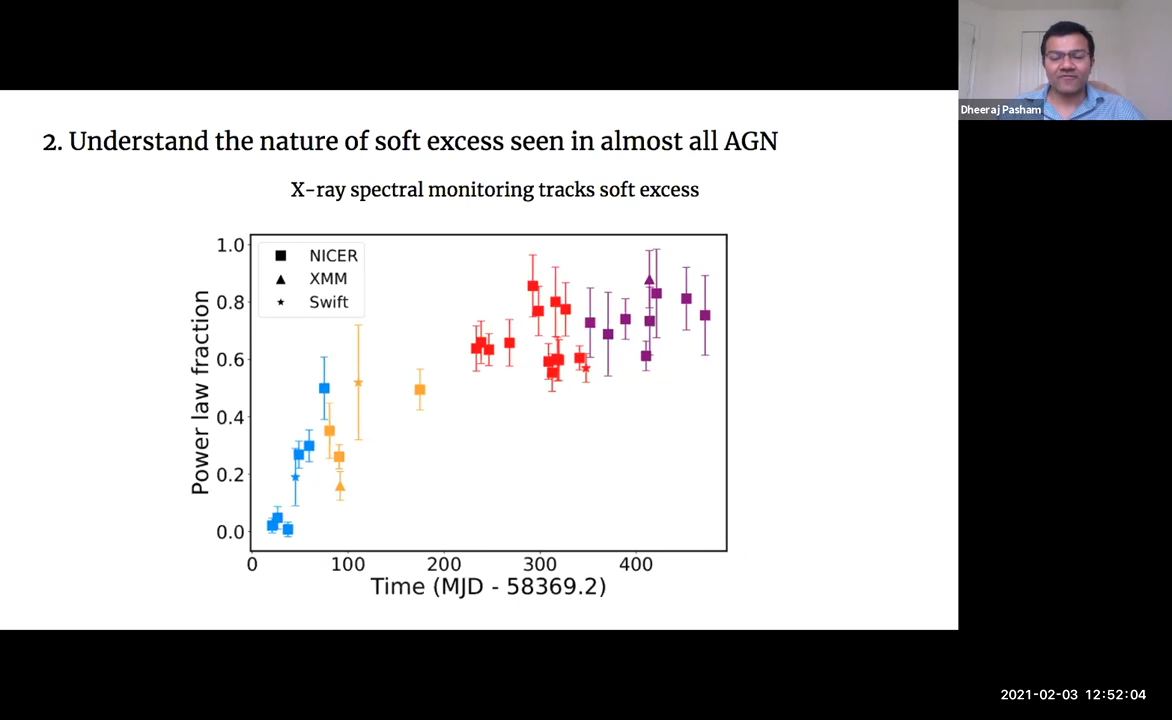 Dheeraj Pasham
2. Understand the nature of soft excess seen in almost all AGN
X-ray spectral monitoring tracks soft excess
NICER
XMM
Swift
1.0
0.8
0.6
0.4
0.2
0.0
Power law fraction
0 100 200 300 400
Time (MJD - 58369.2)
2021-02-03 12:52:04